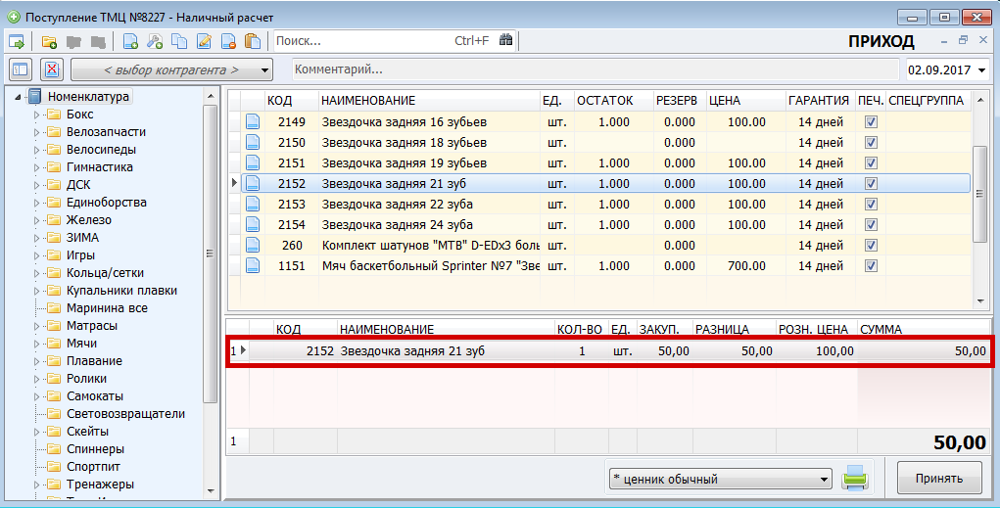 Поступление ТМЦ №8227 - Наличный расчет
Поиск... Ctrl+F ПРИХОД
< выбор контрагента > Комментарий... 02.09.2017
Номенклатура
Бокс
Велозапчасти
Велосипеды
Гимнастика
ДСК
Единоборства
Железо
ЗИМА
Игры
Кольца/сетки
Купальники плавки
Маринина все
Матрасы
Мячи
Плавание
Ролики
Самокаты
Световозвращатели
Скейты
Спиннеры
Спортпит
Тренажеры
КОД НАИМЕНОВАНИЕ ЕД. ОСТАТОК РЕЗЕРВ ЦЕНА ГАРАНТИЯ ПЕЧ. СПЕЦГРУППА
2149 Звездочка задняя 16 зубьев шт. 1.000 0.000 100.00 14 дней
2150 Звездочка задняя 18 зубьев шт. 0.000 14 дней
2151 Звездочка задняя 19 зубьев шт. 1.000 0.000 100.00 14 дней
2152 Звездочка задняя 21 зуб шт. 1.000 0.000 100.00 14 дней
2153 Звездочка задняя 22 зуба шт. 1.000 0.000 100.00 14 дней
2154 Звездочка задняя 24 зуба шт. 1.000 0.000 100.00 14 дней
260 Комплект шатунов "МТВ" D-EDx3 боль шт. 0.000 14 дней
1151 Мяч баскетбольный Sprinter №7 "Зве шт. 1.000 0.000 700.00 14 дней
КОД НАИМЕНОВАНИЕ КОЛ-ВО ЕД. ЗАКУП. РАЗНИЦА РОЗН. ЦЕНА СУММА
1 2152 Звездочка задняя 21 зуб 1 шт. 50,00 50,00 100,00 50,00
1 50,00
* ценник обычный Принять